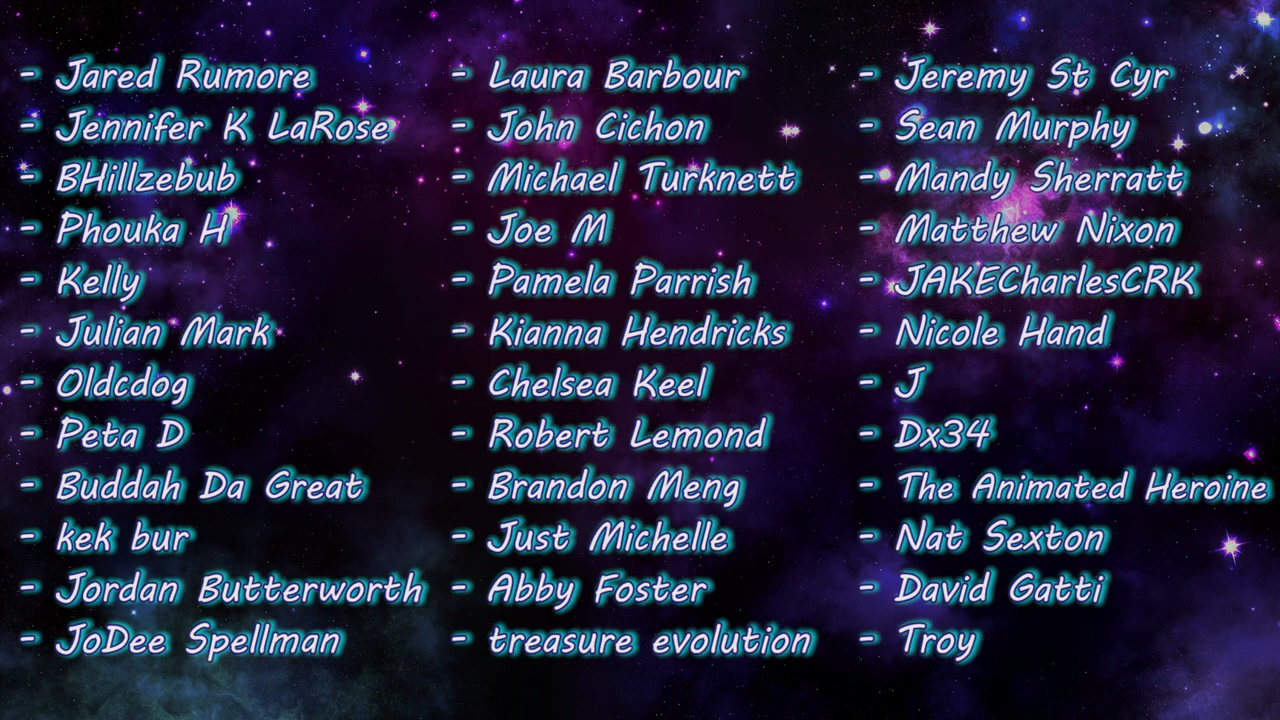 - Jared Rumore
- Jennifer K LaRose
- BHillzebub
- Phouka H
- Kelly
- Julian Mark
- Oldcdog
- Peta D
- Buddah Da Great
- kek bur
- Jordan Butterworth
- JoDee Spellman
- Laura Barbour
- John Cichon
- Michael Turknett
- Joe M
- Pamela Parrish
- Kianna Hendricks
- Chelsea Keel
- Robert Lemond
- Brandon Meng
- Just Michelle
- Abby Foster
- treasure evolution
- Jeremy St Cyr
- Sean Murphy
- Mandy Sherratt
- Matthew Nixon
- JAKECharlesCRK
- Nicole Hand
- J
- Dx34
- The Animated Heroine
- Nat Sexton
- David Gatti
- Troy